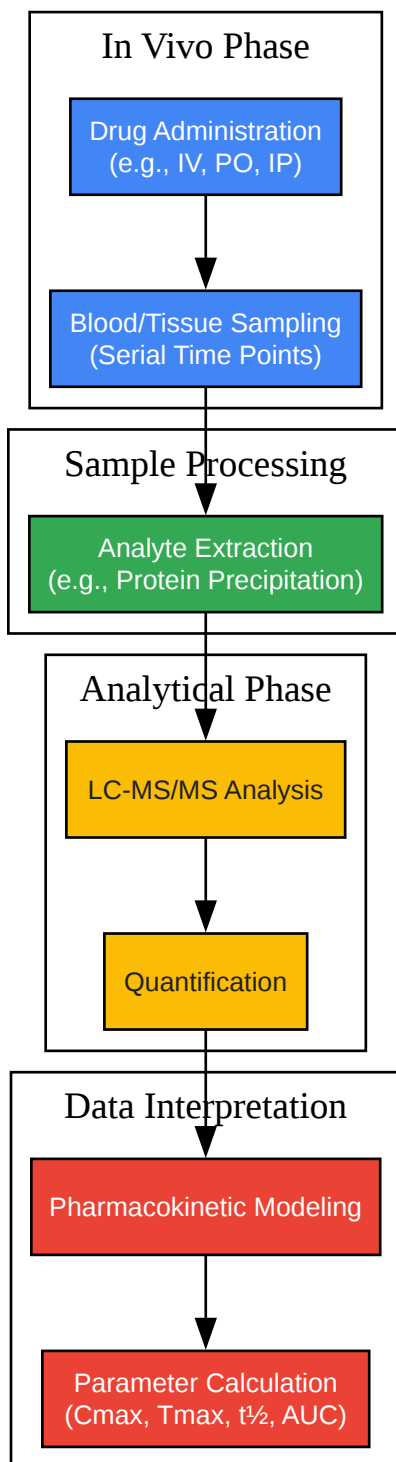 In Vivo Phase
Drug Administration
(e.g., IV, PO, IP)
Blood/Tissue Sampling
(Serial Time Points)
Sample Processing
Analyte Extraction
(e.g., Protein Precipitation)
Analytical Phase
LC-MS/MS Analysis
Quantification
Data Interpretation
Pharmacokinetic Modeling
Parameter Calculation
(Cmax, Tmax, t½, AUC)